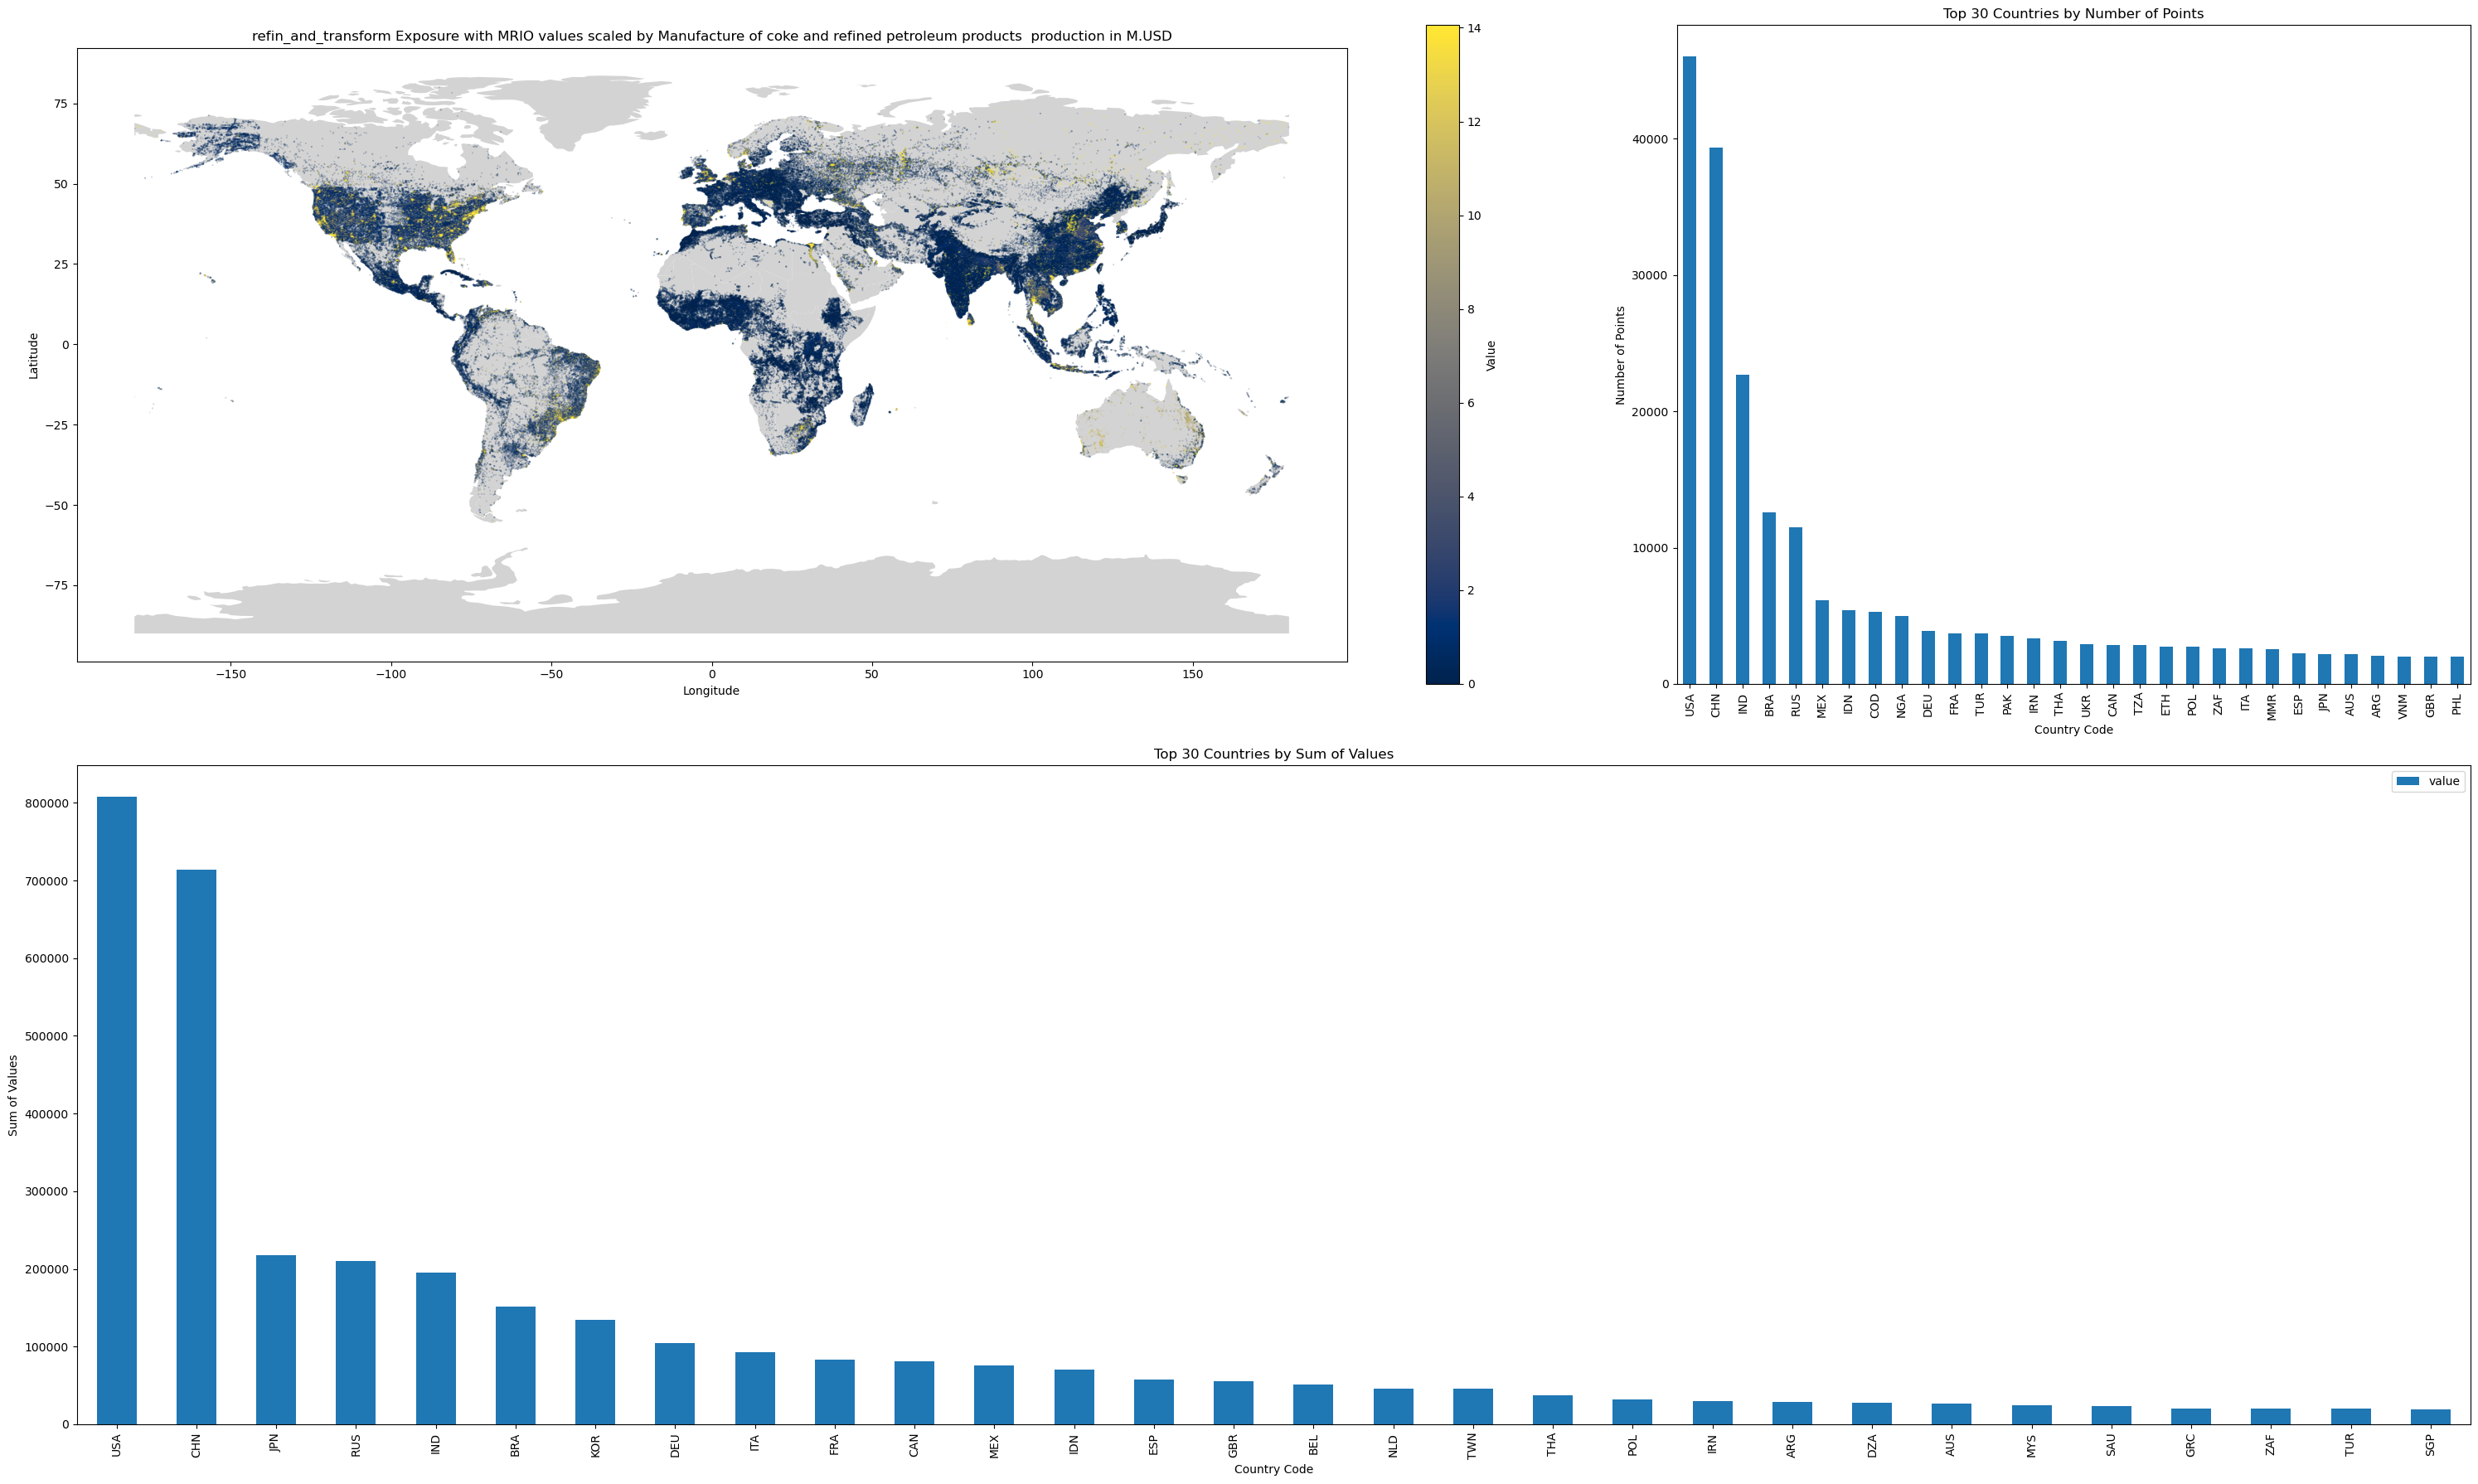 refin_and_transform Exposure with MRIO values scaled by Manufacture of coke and refined petroleum products  production in M.USD
75
50
25
0
−25
−50
−75
Latitude
−150
−100
−50
0
50
100
150
Longitude
14
12
10
8
6
4
2
0
Value
Top 30 Countries by Number of Points
40000
30000
20000
10000
0
Number of Points
USA
CHN
IND
BRA
RUS
MEX
IDN
COD
NGA
DEU
FRA
TUR
PAK
IRN
THA
UKR
CAN
TZA
ETH
POL
ZAF
ITA
MMR
ESP
JPN
AUS
ARG
VNM
GBR
PHL
Country Code
Top 30 Countries by Sum of Values
value
800000
700000
600000
500000
400000
300000
200000
100000
0
Sum of Values
USA
CHN
JPN
RUS
IND
BRA
KOR
DEU
ITA
FRA
CAN
MEX
IDN
ESP
GBR
BEL
NLD
TWN
THA
POL
IRN
ARG
DZA
AUS
MYS
SAU
GRC
ZAF
TUR
SGP
Country Code